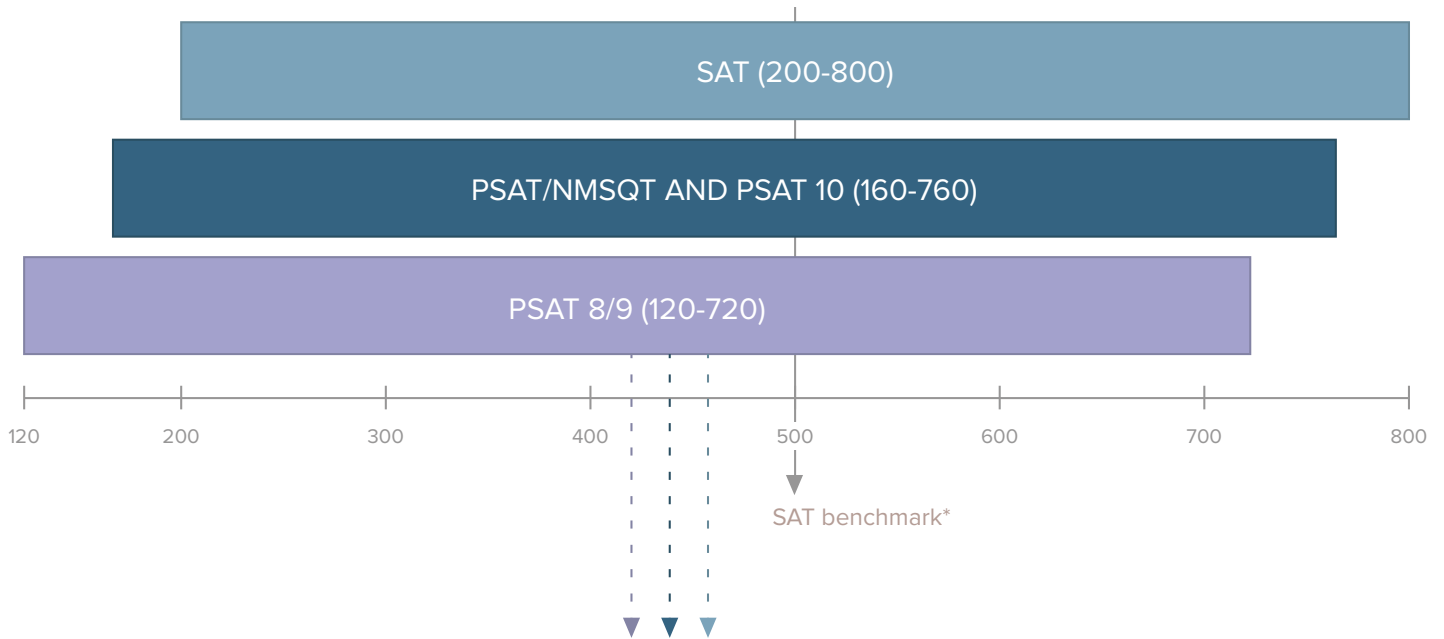 SAT (200-800)
PSAT/NMSQT AND PSAT 10 (160-760)
PSAT 8/9 (120-720)
120 200 300 400 500 600 700 800
SAT benchmark*